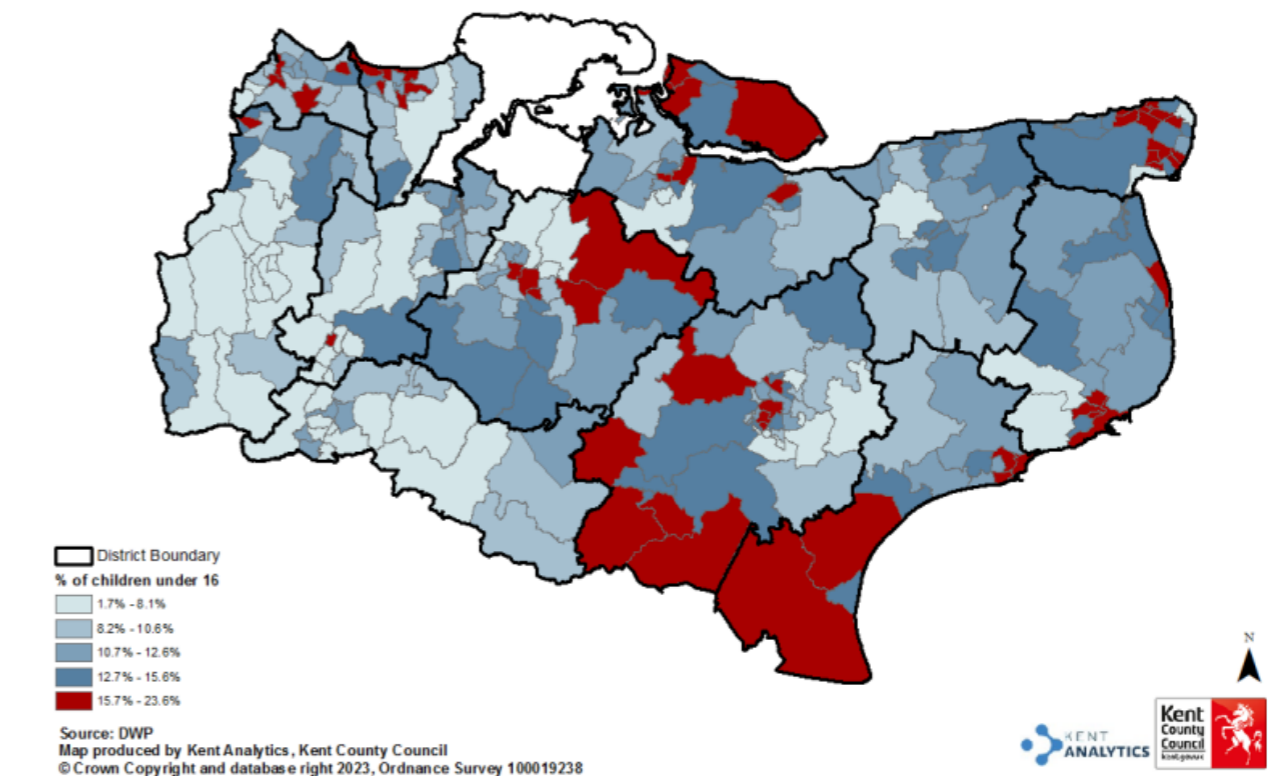 District Boundary
% of children under 16
1.7% - 8.1%
8.2% - 10.6%
10.7% - 12.6%
12.7% - 15.6%
15.7% - 23.6%
Source: DWP
Map produced by Kent Analytics, Kent County Council
© Crown Copyright and database right 2023, Ordnance Survey 100019238
N
KENT
ANALYTICS
Kent
County
Council
kent.gov.uk